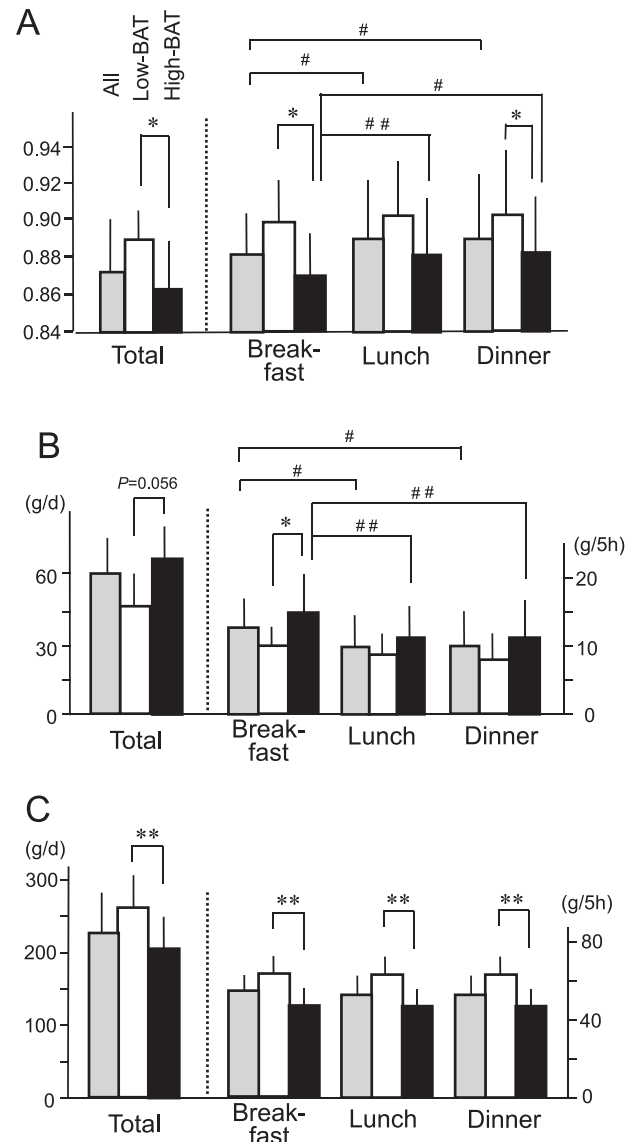 A
All
Low-BAT
High-BAT
#
#
#
*
*
# #
*
0.94
0.92
0.90
0.88
0.86
0.84
Total
Break-
fast
Lunch
Dinner
B
(g/d)
P=0.056
#
#
# #
*
# #
(g/5h)
60
30
0
20
10
0
Total
Break-
fast
Lunch
Dinner
C
(g/d)
**
**
**
**
(g/5h)
300
200
100
0
80
40
0
Total
Break-
fast
Lunch
Dinner